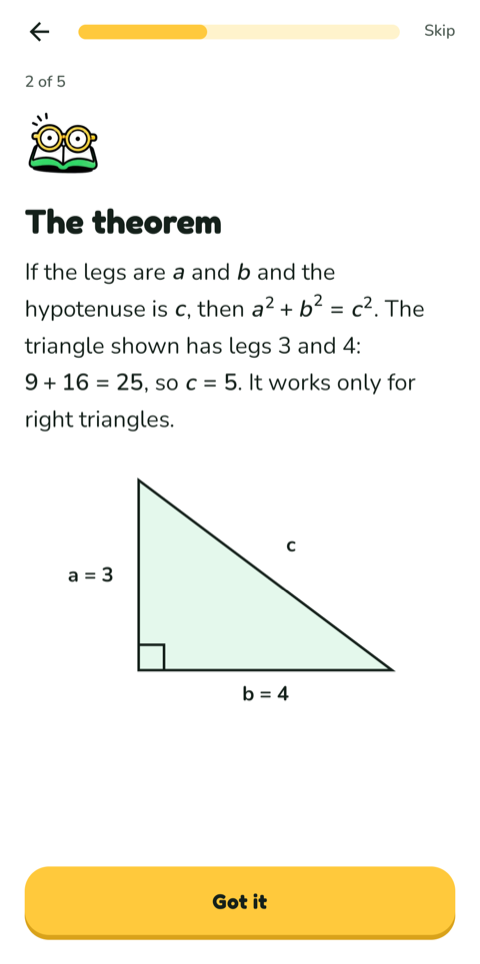 Skip
2 of 5
The theorem
If the legs are a and b and the
hypotenuse is c, then a² + b² = c². The
triangle shown has legs 3 and 4:
9 + 16 = 25, so c = 5. It works only for
right triangles.
c
a = 3
b = 4
Got it